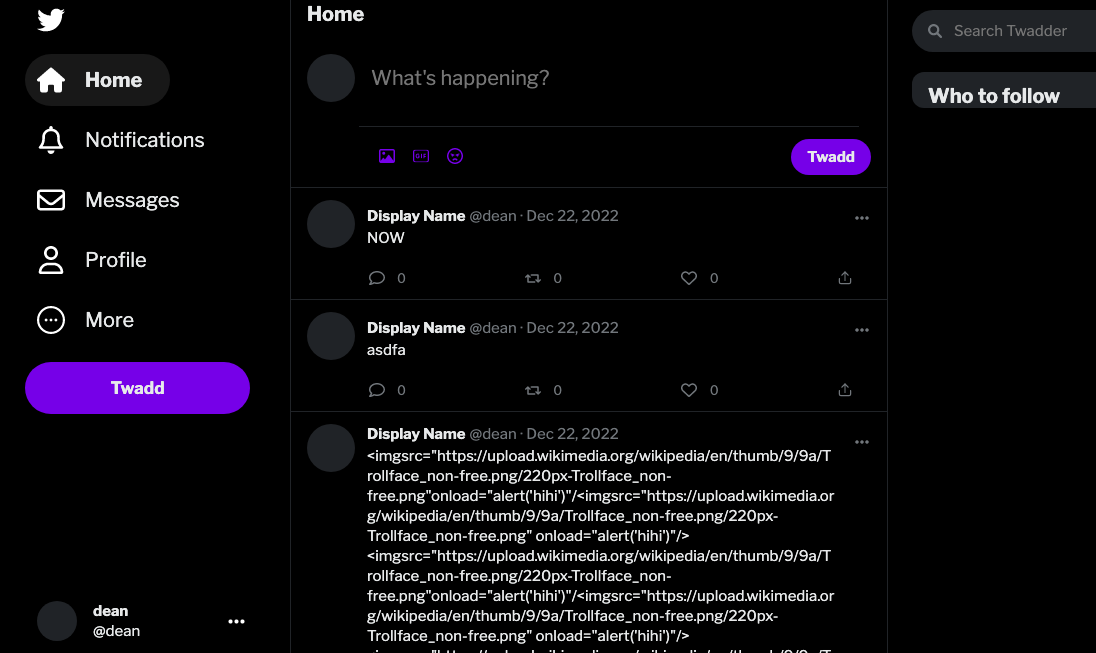 Home
Notifications
Messages
Profile
More
Twadd
dean
@dean
Home
What's happening?
GIF
Twadd
Display Name @dean · Dec 22, 2022
NOW
0 0 0
Display Name @dean · Dec 22, 2022
asdfa
0 0 0
Display Name @dean · Dec 22, 2022
<imgsrc="https://upload.wikimedia.org/wikipedia/en/thumb/9/9a/T
rollface_non-free.png/220px-Trollface_non-
free.png"onload="alert('hihi')"/<imgsrc="https://upload.wikimedia.or
g/wikipedia/en/thumb/9/9a/Trollface_non-free.png/220px-
Trollface_non-free.png" onload="alert('hihi')"/>
<imgsrc="https://upload.wikimedia.org/wikipedia/en/thumb/9/9a/T
rollface_non-free.png/220px-Trollface_non-
free.png"onload="alert('hihi')"/<imgsrc="https://upload.wikimedia.or
g/wikipedia/en/thumb/9/9a/Trollface_non-free.png/220px-
Trollface_non-free.png" onload="alert('hihi')"/>
Search Twadder
Who to follow